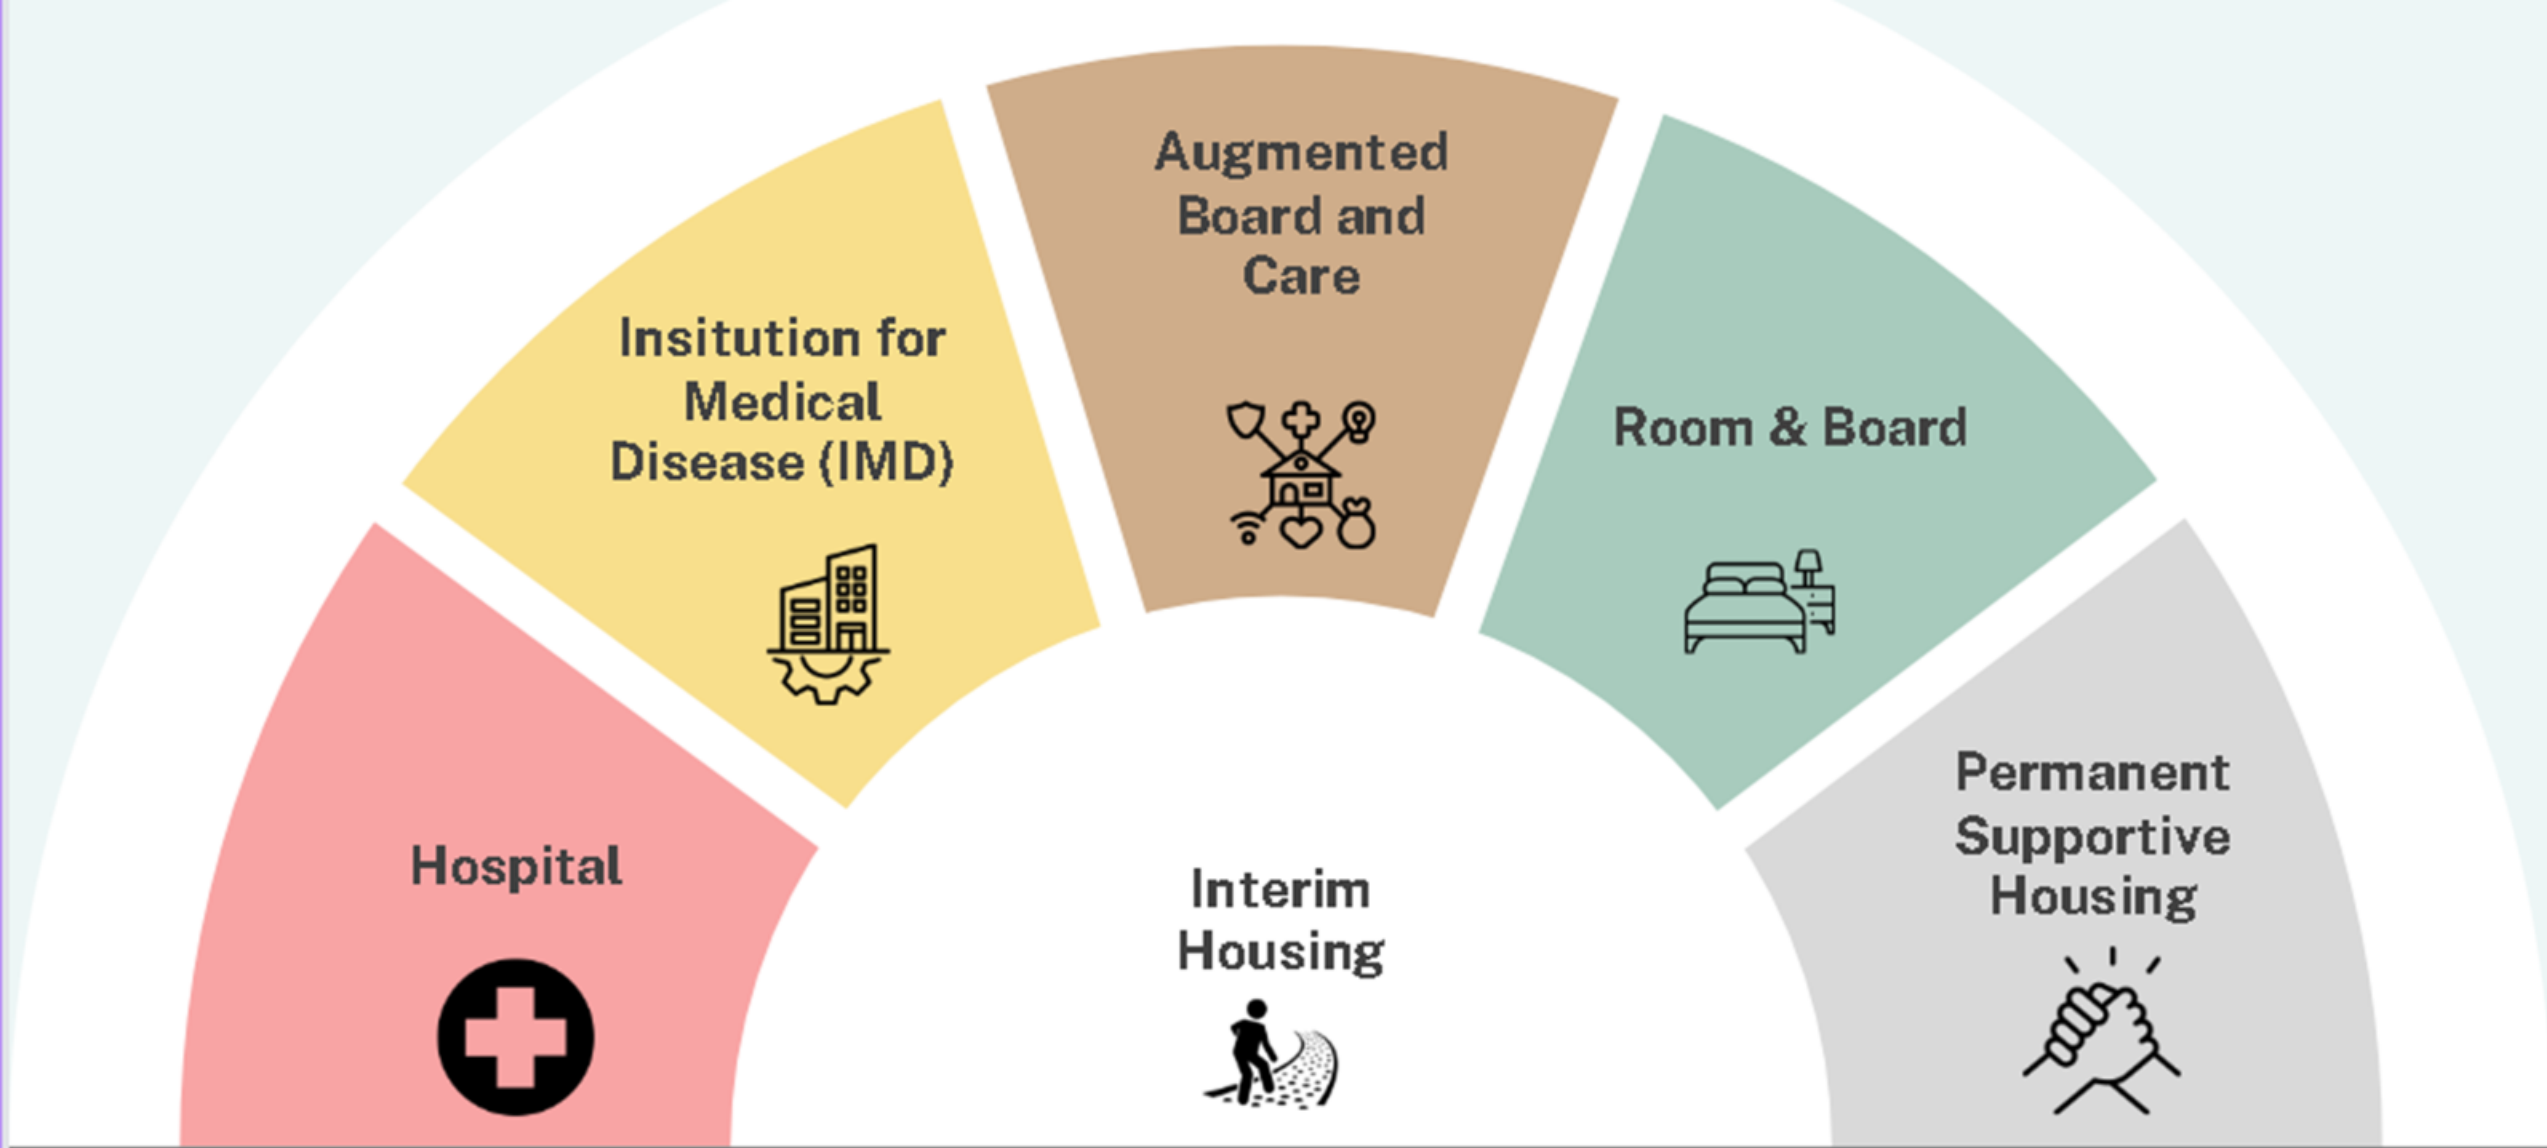 Hospital
Insitution for
Medical
Disease (IMD)
Augmented
Board and
Care
Room & Board
Permanent
Supportive
Housing
Interim
Housing